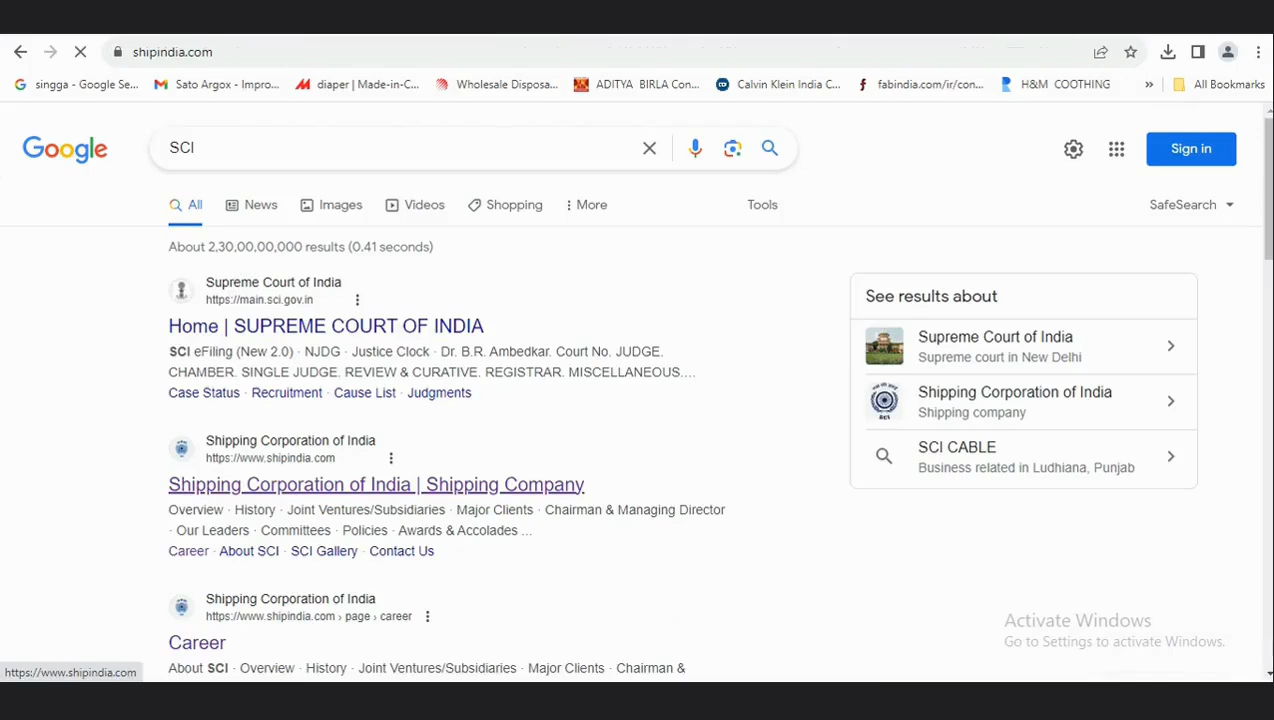 shipindia.com
singga - Google Se...
Sato Argox - Impro...
diaper | Made-in-C...
Wholesale Disposa...
ADITYA BIRLA Con...
Calvin Klein India C...
fabindia.com/ir/con...
H&M COOTHING
»
All Bookmarks
Google
SCI
Sign in
All
News
Images
Videos
Shopping
More
Tools
SafeSearch
About 2,30,00,00,000 results (0.41 seconds)
Supreme Court of India
https://main.sci.gov.in
Home | SUPREME COURT OF INDIA
SCI eFiling (New 2.0) · NJDG · Justice Clock · Dr. B.R. Ambedkar. Court No. JUDGE.
CHAMBER. SINGLE JUDGE. REVIEW & CURATIVE. REGISTRAR. MISCELLANEOUS....
Case Status · Recruitment · Cause List · Judgments
Shipping Corporation of India
https://www.shipindia.com
Shipping Corporation of India | Shipping Company
Overview · History · Joint Ventures/Subsidiaries · Major Clients · Chairman & Managing Director
· Our Leaders · Committees · Policies · Awards & Accolades ...
Career · About SCI · SCI Gallery · Contact Us
Shipping Corporation of India
https://www.shipindia.com › page › career
Career
About SCI · Overview · History · Joint Ventures/Subsidiaries · Major Clients · Chairman &
See results about
Supreme Court of India
Supreme court in New Delhi
Shipping Corporation of India
Shipping company
SCI
SCI CABLE
Business related in Ludhiana, Punjab
Activate Windows
Go to Settings to activate Windows.
https://www.shipindia.com